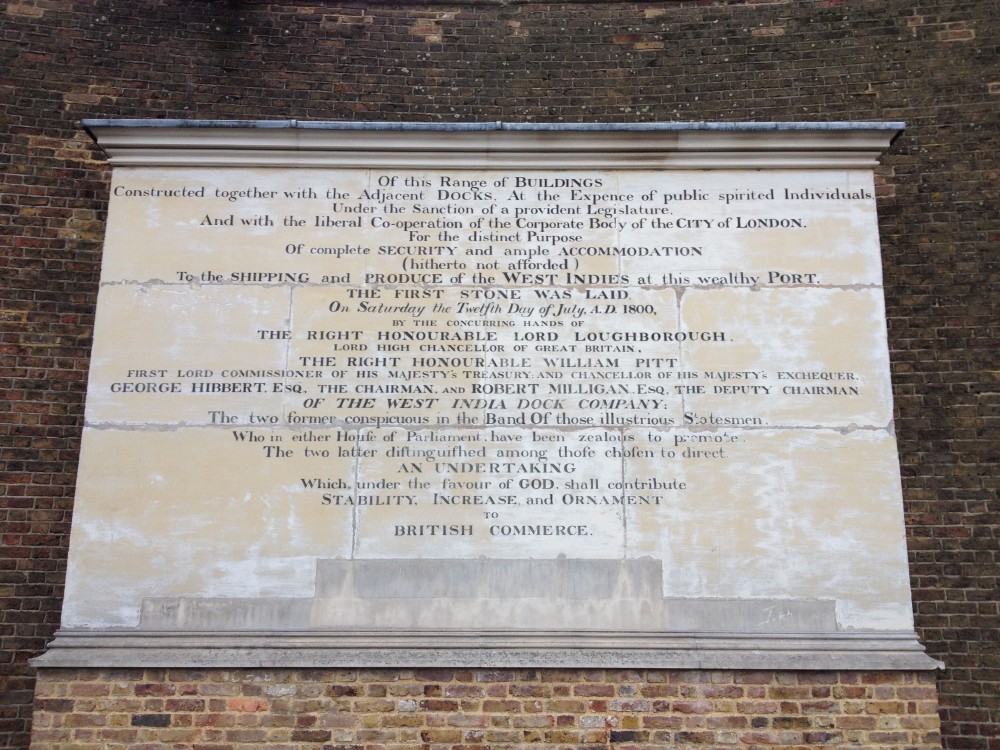 Of this Range of BUILDINGS
Constructed together with the Adjacent DOCKS. At the Expence of public spirited Individuals
Under the Sanction of a provident Legislature.
And with the liberal Co-operation of the Corporate Body of the CITY of LONDON.
For the distinct Purpose
Of complete SECURITY and ample ACCOMMODATION
(hitherto not afforded)
To the SHIPPING and PRODUCE of the WEST INDIES at this wealthy PORT.
THE FIRST STONE WAS LAID.
On Saturday the Twelfth Day of July, A.D. 1800,
BY THE CONCURRING HANDS OF
THE RIGHT HONOURABLE LORD LOUGHBOROUGH.
LORD HIGH CHANCELLOR OF GREAT BRITAIN,
THE RIGHT HONOURABLE WILLIAM PITT
FIRST LORD COMMISSIONER OF HIS MAJESTY'S TREASURY: AND CHANCELLOR OF HIS MAJESTY'S EXCHEQUER.
GEORGE HIBBERT, ESQ. THE CHAIRMAN, AND ROBERT MILLIGAN, ESQ. THE DEPUTY CHAIRMAN
OF THE WEST INDIA DOCK COMPANY:
The two former conspicuous in the Band Of those illustrious Statesmen.
Who in either Houſe of Parliament, have been zealous to promote.
The two latter diſtinguiſhed among thoſe choſen to direct
AN UNDERTAKING
Which, under the favour of GOD, shall contribute
STABILITY, INCREASE, and ORNAMENT
TO
BRITISH COMMERCE.